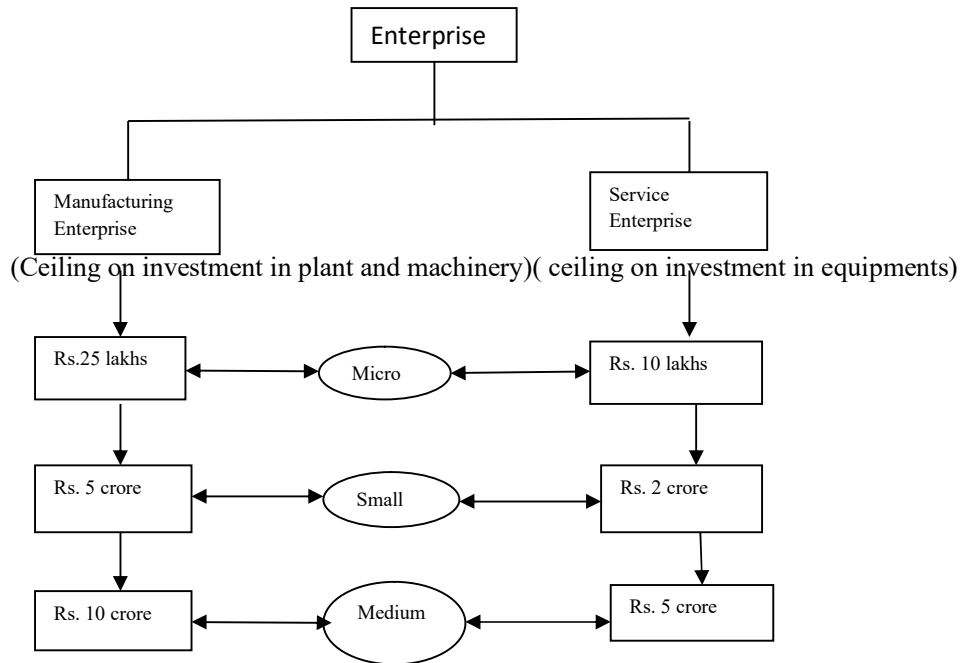 Enterprise
Manufacturing
Enterprise
Service
Enterprise
(Ceiling on investment in plant and machinery)( ceiling on investment in equipments)
Rs.25 lakhs
Micro
Rs. 10 lakhs
Rs. 5 crore
Small
Rs. 2 crore
Rs. 10 crore
Medium
Rs. 5 crore